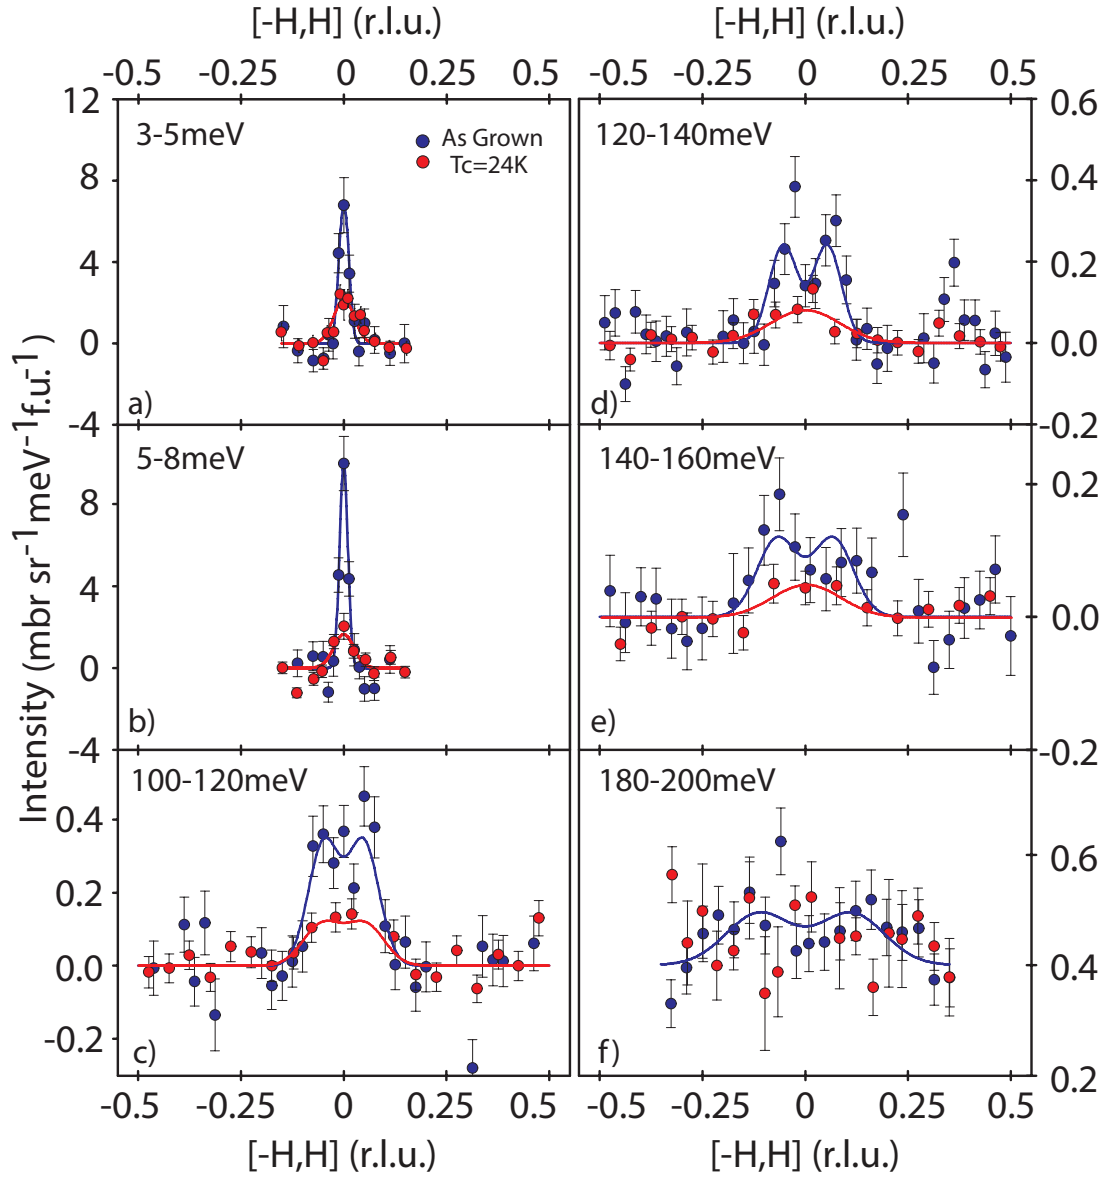 [-H,H] (r.l.u.) [-H,H] (r.l.u.)
-0.5 -0.25 0 0.25 0.5 -0.5 -0.25 0 0.25 0.5
12 0.6
3-5meV As Grown 120-140meV
Tc=24K
8 0.4
4 0.2
0 0.0
a) d)
-4 -0.2
5-8meV 140-160meV
8 0.2
4
0 0.0
b) e)
-4 -0.2
100-120meV 180-200meV
0.4 0.6
0.2
0.0 0.4
-0.2
c) f)
0.2
-0.5 -0.25 0 0.25 0.5 -0.5 -0.25 0 0.25 0.5
[-H,H] (r.l.u.) [-H,H] (r.l.u.)
Intensity (mbr sr⁻¹meV⁻¹f.u.⁻¹)